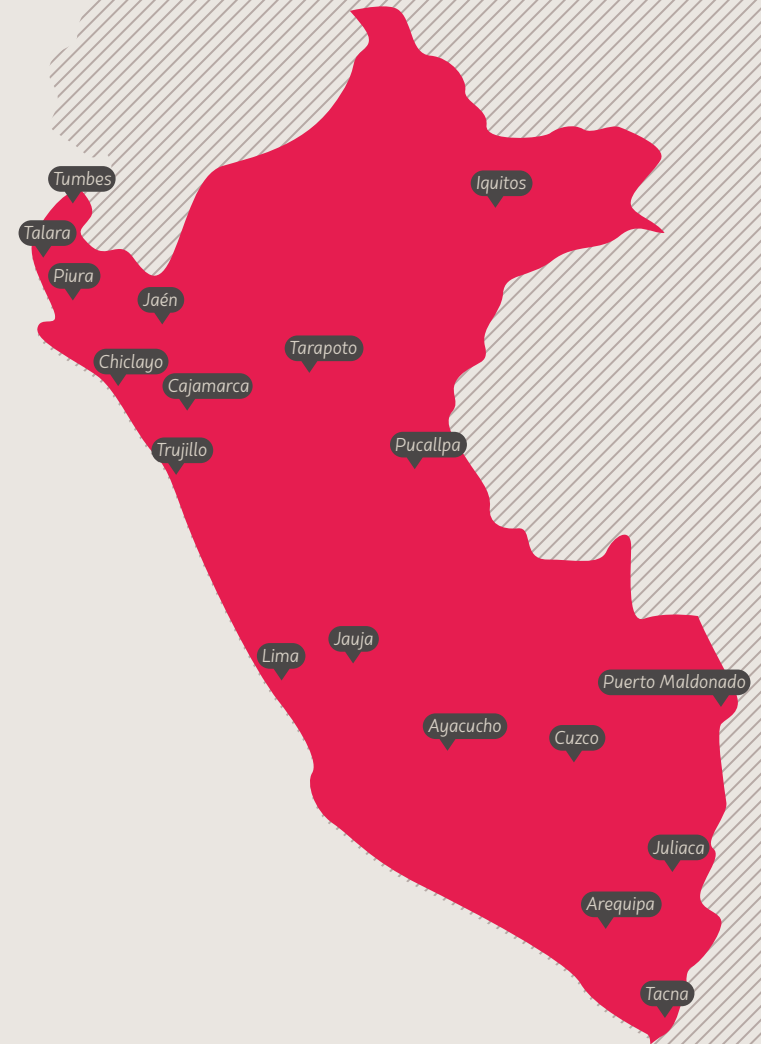 Tumbes
Iquitos
Talara
Piura
Jaén
Tarapoto
Chiclayo
Cajamarca
Pucallpa
Trujillo
Jauja
Lima
Puerto Maldonado
Ayacucho
Cuzco
Juliaca
Arequipa
Tacna